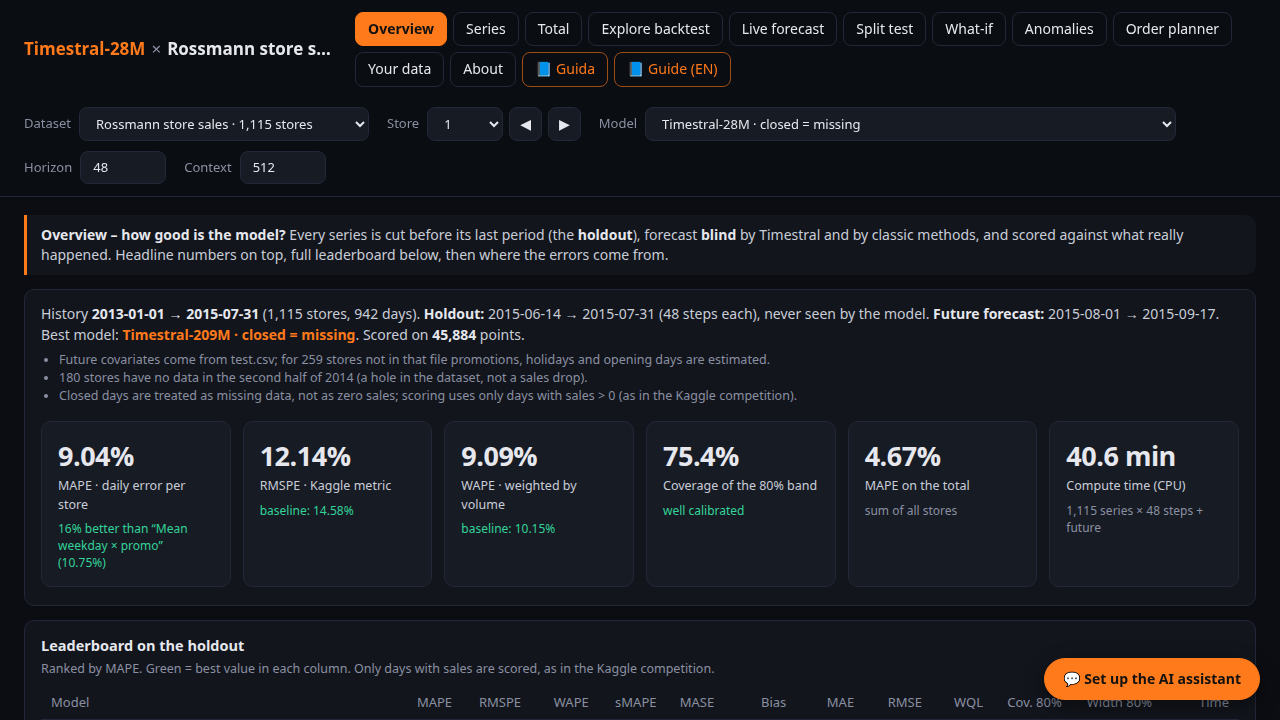 Timestral-28M × Rossmann store s...
Overview Series Total Explore backtest Live forecast Split test What-if Anomalies Order planner
Your data About 📘 Guida 📘 Guide (EN)
Dataset Rossmann store sales · 1,115 stores Store 1 ◀ ▶ Model Timestral-28M · closed = missing
Horizon 48 Context 512
Overview – how good is the model? Every series is cut before its last period (the holdout), forecast blind by Timestral and by classic methods, and scored against what really
happened. Headline numbers on top, full leaderboard below, then where the errors come from.
History 2013-01-01 → 2015-07-31 (1,115 stores, 942 days). Holdout: 2015-06-14 → 2015-07-31 (48 steps each), never seen by the model. Future forecast: 2015-08-01 → 2015-09-17.
Best model: Timestral-209M · closed = missing. Scored on 45,884 points.
• Future covariates come from test.csv; for 259 stores not in that file promotions, holidays and opening days are estimated.
• 180 stores have no data in the second half of 2014 (a hole in the dataset, not a sales drop).
• Closed days are treated as missing data, not as zero sales; scoring uses only days with sales > 0 (as in the Kaggle competition).
9.04%
MAPE · daily error per
store
16% better than “Mean
weekday × promo”
(10.75%)
12.14%
RMSPE · Kaggle metric
baseline: 14.58%
9.09%
WAPE · weighted by
volume
baseline: 10.15%
75.4%
Coverage of the 80% band
well calibrated
4.67%
MAPE on the total
sum of all stores
40.6 min
Compute time (CPU)
1,115 series × 48 steps +
future
Leaderboard on the holdout
Ranked by MAPE. Green = best value in each column. Only days with sales are scored, as in the Kaggle competition.
💬 Set up the AI assistant
Model MAPE RMSPE WAPE sMAPE MASE Bias MAE RMSE WQL Cov. 80% Width 80% Time